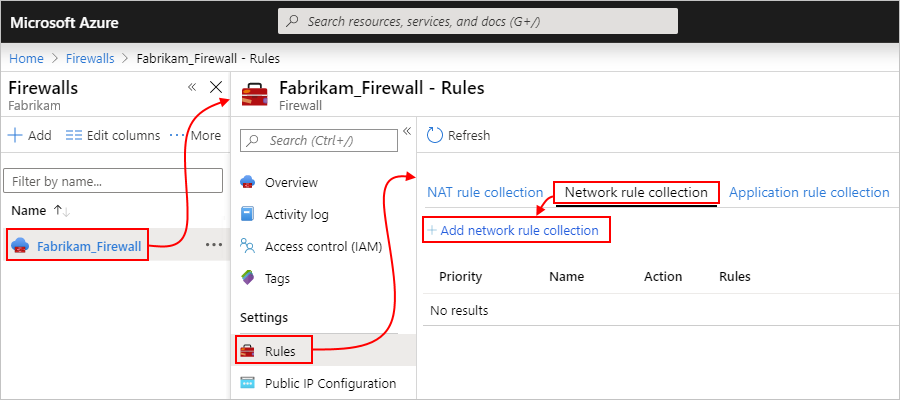 Microsoft Azure
Search resources, services, and docs (G+/)
Home > Firewalls > Fabrikam_Firewall - Rules
Firewalls
Fabrikam
+ Add
Edit columns
··· More
Filter by name...
Name ↑↓
Fabrikam_Firewall ···
Fabrikam_Firewall - Rules
Firewall
Search (Ctrl+/)
Overview
Activity log
Access control (IAM)
Tags
Settings
Rules
Public IP Configuration
Refresh
NAT rule collection
Network rule collection
Application rule collection
+ Add network rule collection
Priority Name Action Rules
No results